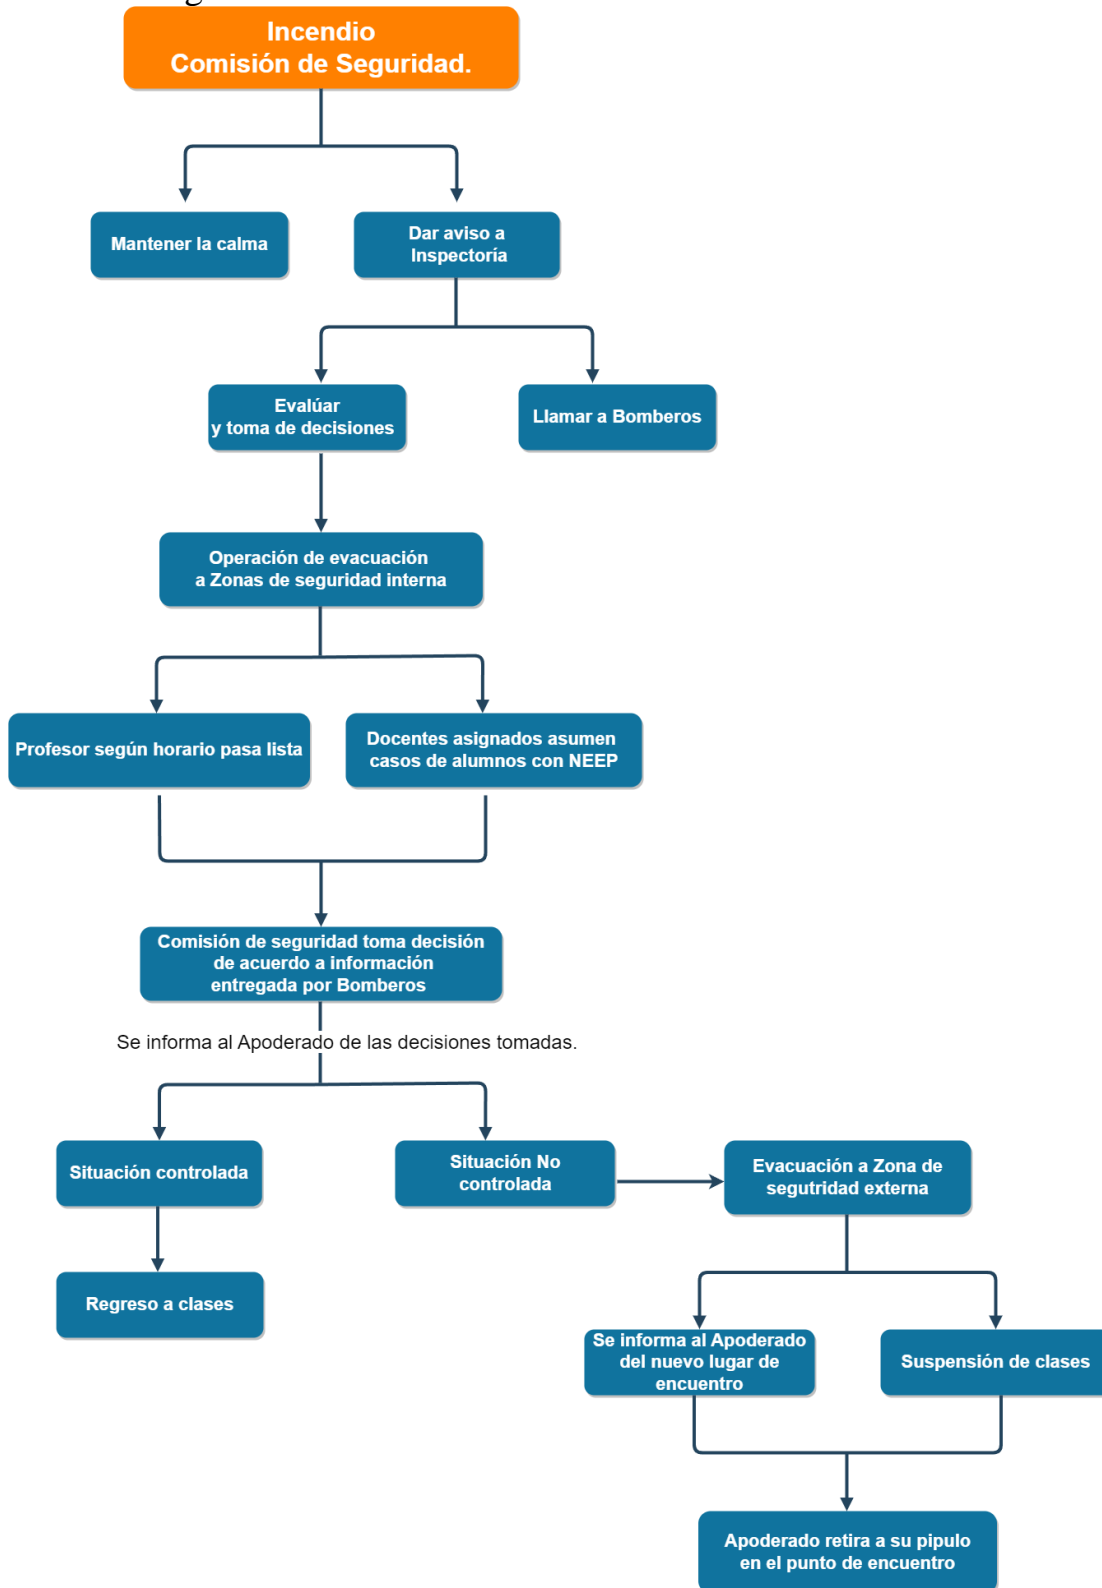 Incendio
Comisión de Seguridad.
Mantener la calma
Dar aviso a
Inspectoría
Evalúar
y toma de decisiones
Llamar a Bomberos
Operación de evacuación
a Zonas de seguridad interna
Profesor según horario pasa lista
Docentes asignados asumen
casos de alumnos con NEEP
Comisión de seguridad toma decisión
de acuerdo a información
entregada por Bomberos
Se informa al Apoderado de las decisiones tomadas.
Situación controlada
Situación No
controlada
Evacuación a Zona de
segutridad externa
Regreso a clases
Se informa al Apoderado
del nuevo lugar de
encuentro
Suspensión de clases
Apoderado retira a su pipulo
en el punto de encuentro